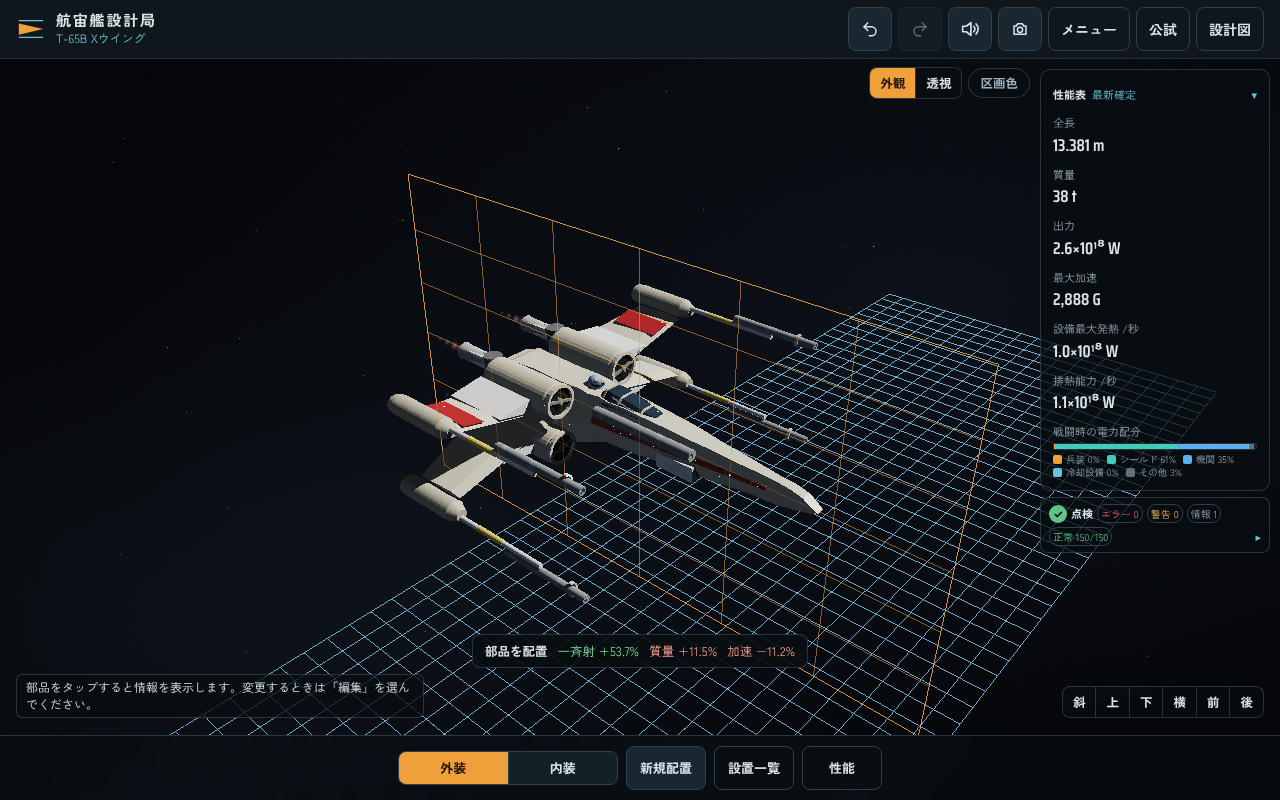 航宙艦設計局
T-65B Xウイング
メニュー
公試
設計図
外観
透視
区画色
性能表 最新確定 ▼
全長
13.381 m
質量
38 t
出力
2.6×10¹⁸ W
最大加速
2,888 G
設備最大発熱 /秒
1.0×10¹⁸ W
排熱能力 /秒
1.1×10¹⁸ W
戦闘時の電力配分
兵装 0% シールド 61% 機関 35%
冷却設備 0% その他 3%
点検 エラー 0 警告 0 情報 1
正常 150/150 ▶
部品を配置 一斉射 +53.7% 質量 +11.5% 加速 −11.2%
部品をタップすると情報を表示します。変更するときは「編集」を選ん
でください。
斜 上 下 横 前 後
外装
内装
新規配置
設置一覧
性能